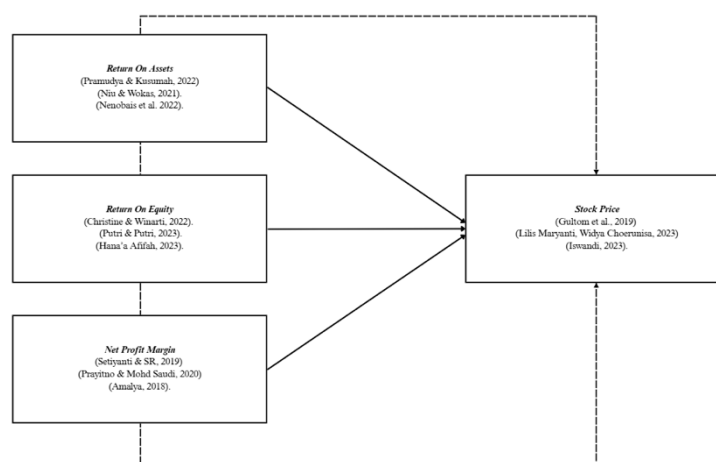 Return On Assets
(Pramudya & Kusumah, 2022)
(Niu & Wokas, 2021).
(Nenobais et al. 2022).
Return On Equity
(Christine & Winarti, 2022).
(Putri & Putri, 2023).
(Hana'a Afifah, 2023).
Net Profit Margin
(Setiyanti & SR, 2019)
(Prayitno & Mohd Saudi, 2020)
(Amalya, 2018).
Stock Price
(Gultom et al., 2019)
(Lilis Maryanti, Widya Choerunisa, 2023)
(Iswandi, 2023).